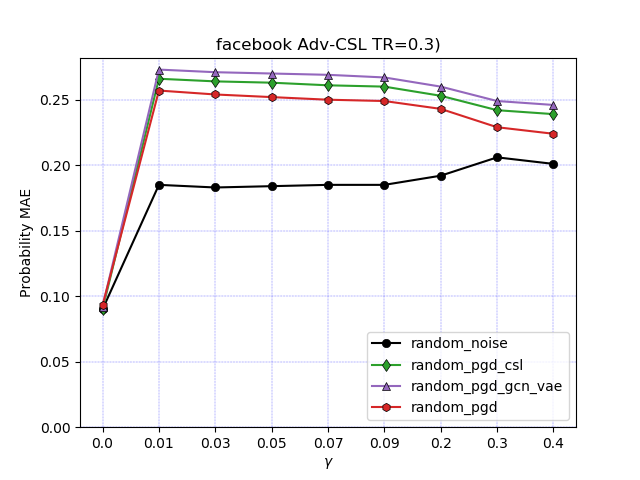 facebook Adv-CSL TR=0.3)
Probability MAE
0.25
0.20
0.15
0.10
0.05
0.00
random_noise
random_pgd_csl
random_pgd_gcn_vae
random_pgd
0.0 0.01 0.03 0.05 0.07 0.09 0.2 0.3 0.4
γ